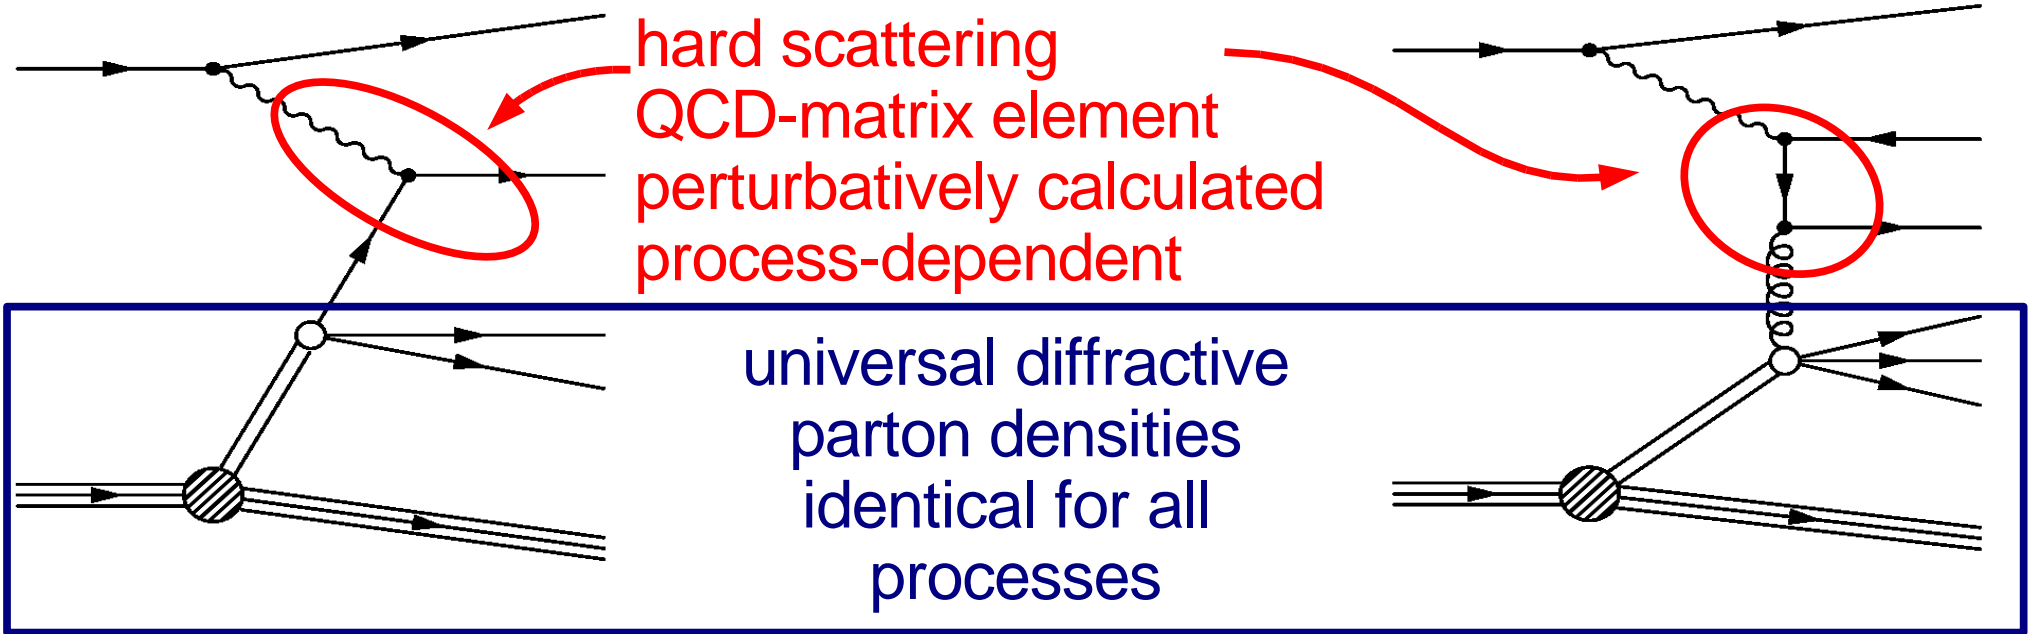 hard scattering
QCD-matrix element
perturbatively calculated
process-dependent
universal diffractive
parton densities
identical for all
processes